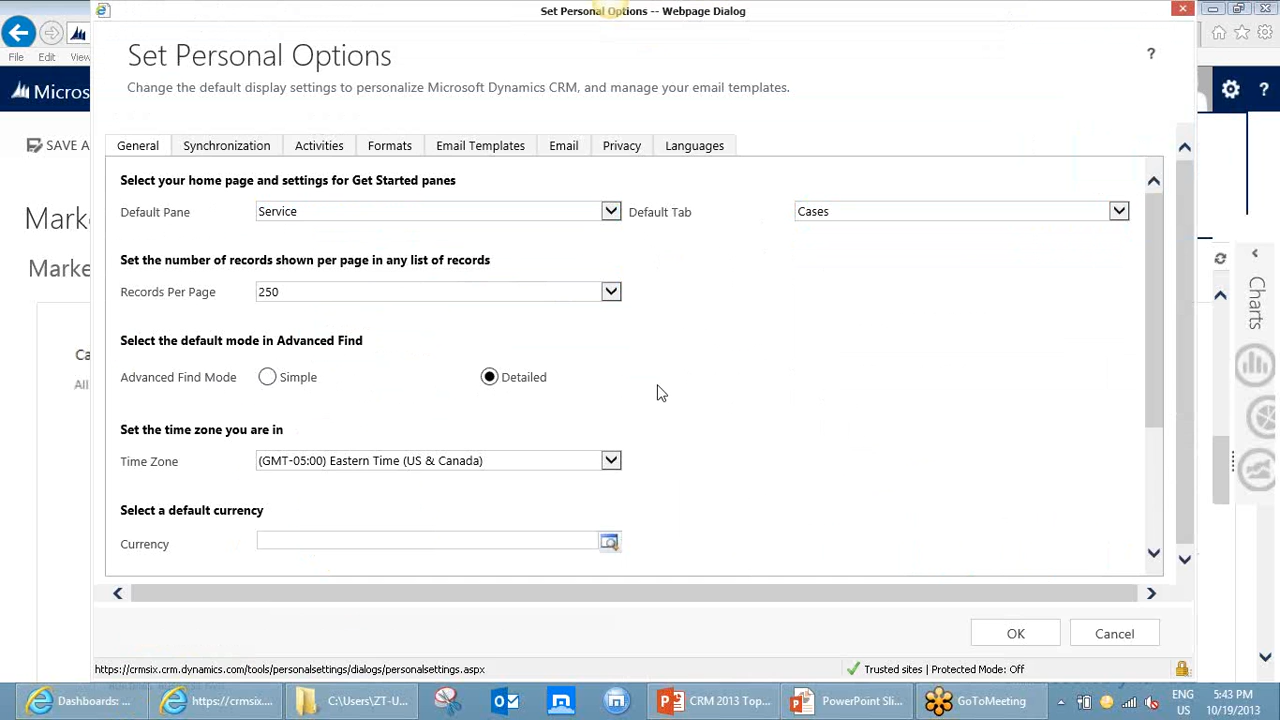 Set Personal Options -- Webpage Dialog
File Edit View
Micros
Set Personal Options
?
?
Change the default display settings to personalize Microsoft Dynamics CRM, and manage your email templates.
SAVE A
General Synchronization Activities Formats Email Templates Email Privacy Languages
Select your home page and settings for Get Started panes
Default Pane Service Default Tab Cases
Marke
Set the number of records shown per page in any list of records
Marke
Records Per Page 250
Charts
Select the default mode in Advanced Find
Ca
Advanced Find Mode Simple Detailed
All
Set the time zone you are in
Time Zone (GMT-05:00) Eastern Time (US & Canada)
Select a default currency
Currency
OK Cancel
https://crmsix.crm.dynamics.com/tools/personalsettings/dialogs/personalsettings.aspx Trusted sites | Protected Mode: Off
Dashboards: ... https://crmsix.... C:\Users\ZT-U... CRM 2013 Top... PowerPoint Sli... GoToMeeting ENG US 5:43 PM 10/19/2013